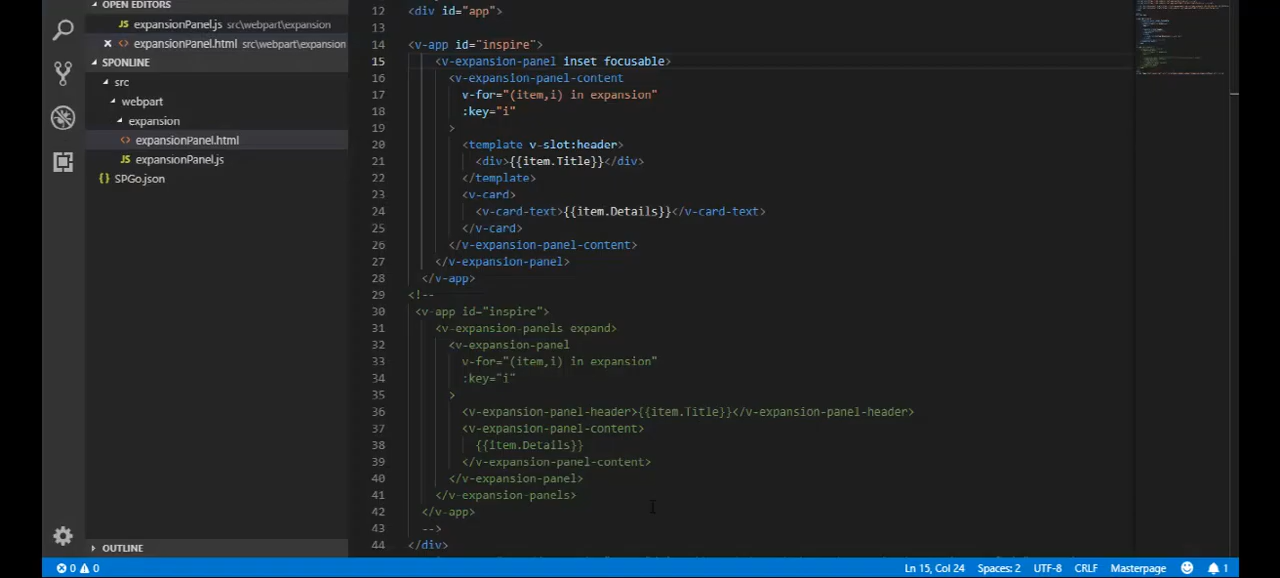 OPEN EDITORS
JS expansionPanel.js src\webpart\expansion
× <> expansionPanel.html src\webpart\expansion
SPONLINE
src
webpart
expansion
<> expansionPanel.html
JS expansionPanel.js
{} SPGo.json
OUTLINE
12 <div id="app">
13
14 <v-app id="inspire">
15 <v-expansion-panel inset focusable>
16 <v-expansion-panel-content
17 v-for="(item,i) in expansion"
18 :key="i"
19 >
20 <template v-slot:header>
21 <div>{{item.Title}}</div>
22 </template>
23 <v-card>
24 <v-card-text>{{item.Details}}</v-card-text>
25 </v-card>
26 </v-expansion-panel-content>
27 </v-expansion-panel>
28 </v-app>
29 <!--
30 <v-app id="inspire">
31 <v-expansion-panels expand>
32 <v-expansion-panel
33 v-for="(item,i) in expansion"
34 :key="i"
35 >
36 <v-expansion-panel-header>{{item.Title}}</v-expansion-panel-header>
37 <v-expansion-panel-content>
38 {{item.Details}}
39 </v-expansion-panel-content>
40 </v-expansion-panel>
41 </v-expansion-panels>
42 </v-app>
43 -->
44 </div>
0 0 Ln 15, Col 24 Spaces: 2 UTF-8 CRLF Masterpage 1